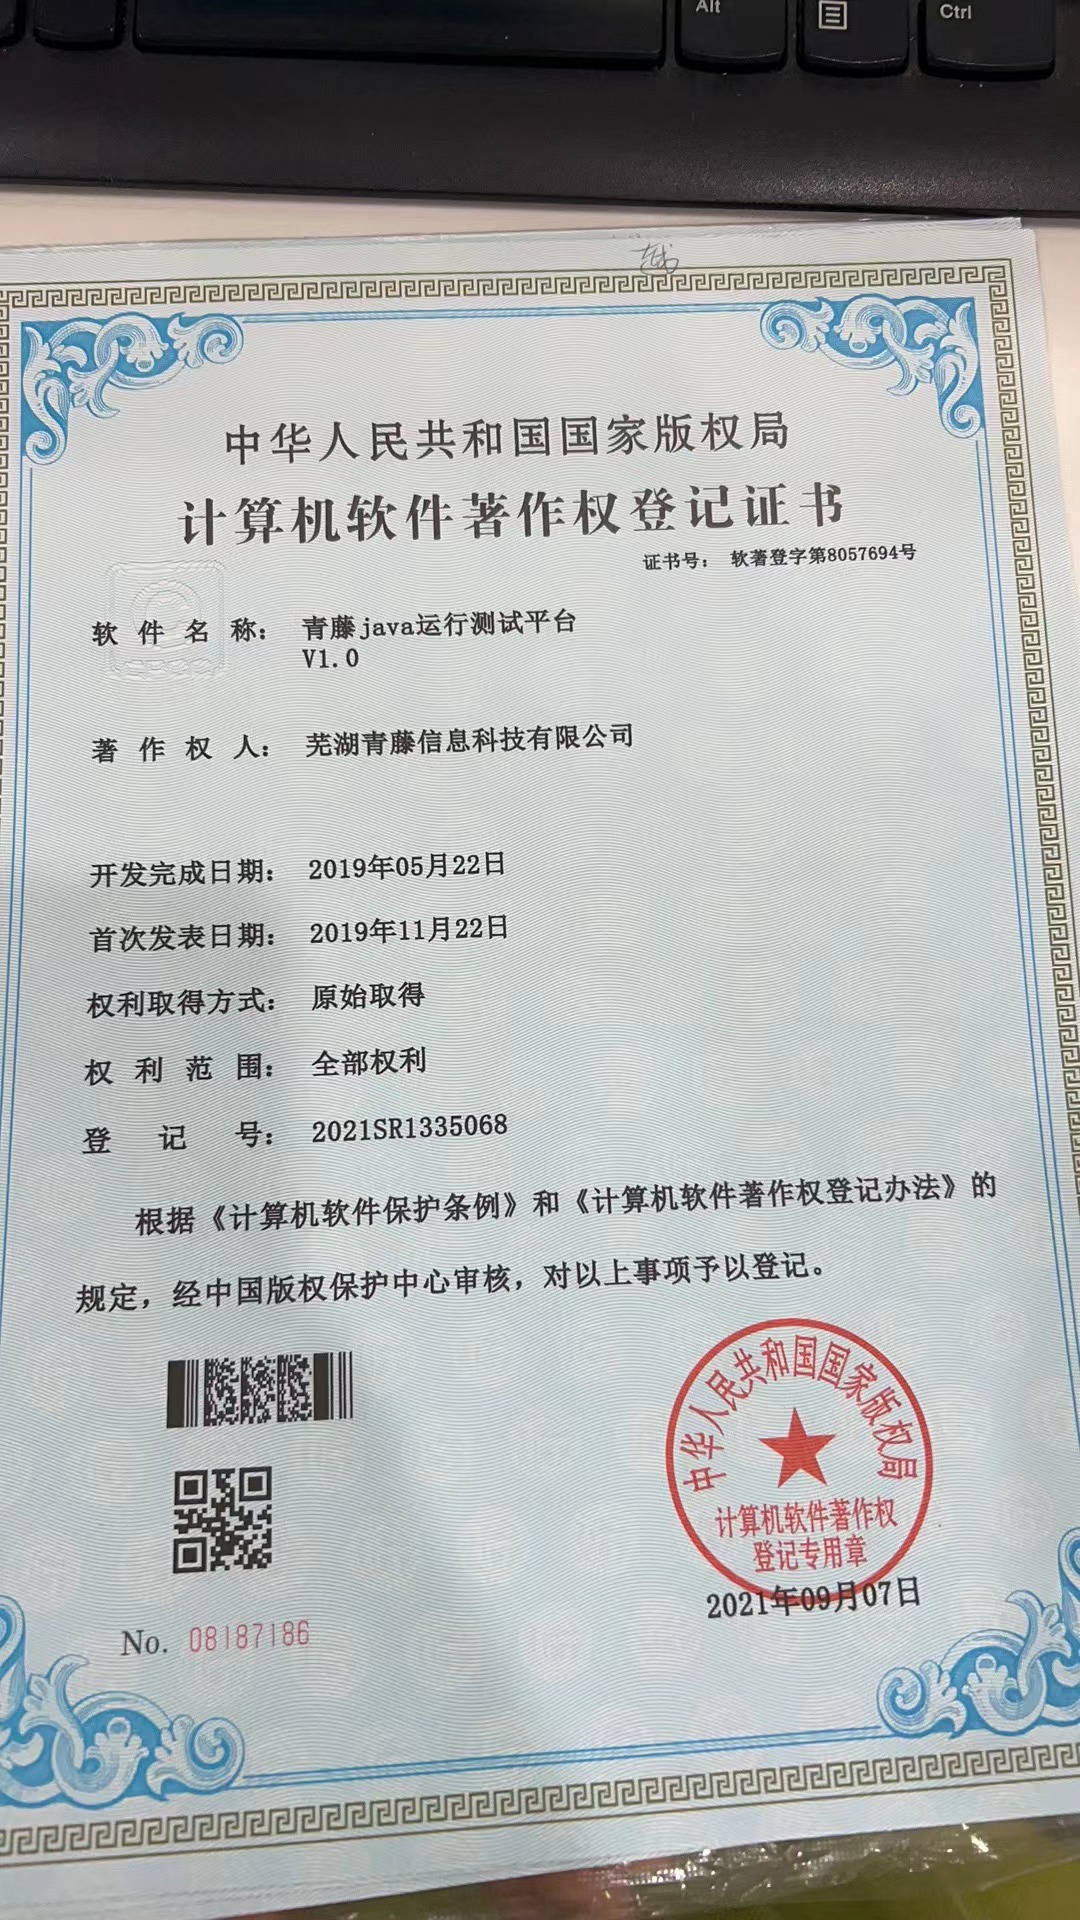 Alt
Ctrl
中华人民共和国国家版权局
计算机软件著作权登记证书
证书号： 软著登字第8057694号
软件名称： 青藤java运行测试平台
V1.0
著作权人： 芜湖青藤信息科技有限公司
开发完成日期： 2019年05月22日
首次发表日期： 2019年11月22日
权利取得方式： 原始取得
权利范围： 全部权利
登记号： 2021SR1335068
根据《计算机软件保护条例》和《计算机软件著作权登记办法》的
规定，经中国版权保护中心审核，对以上事项予以登记。
中华人民共和国国家版权局
计算机软件著作权
登记专用章
2021年09月07日
No. 08187186